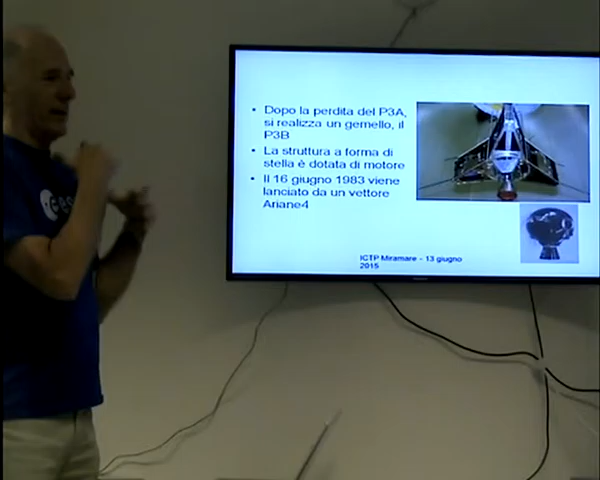 • Dopo la perdita del P3A,
si realizza un gemello, il
P3B
• La struttura a forma di
stella è dotata di motore
• Il 16 giugno 1983 viene
lanciato da un vettore
Ariane4
ICTP Miramare - 13 giugno
2015